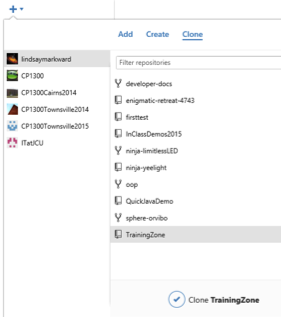 Add Create Clone
lindsaymarkward
CP1300
CP1300Cairns2014
CP1300Townsville2014
CP1300Townsville2015
ITatJCU
Filter repositories
developer-docs
enigmatic-retreat-4743
firsttest
InClassDemos2015
ninja-limitlessLED
ninja-yeelight
oop
QuickJavaDemo
sphere-orvibo
TrainingZone
Clone TrainingZone